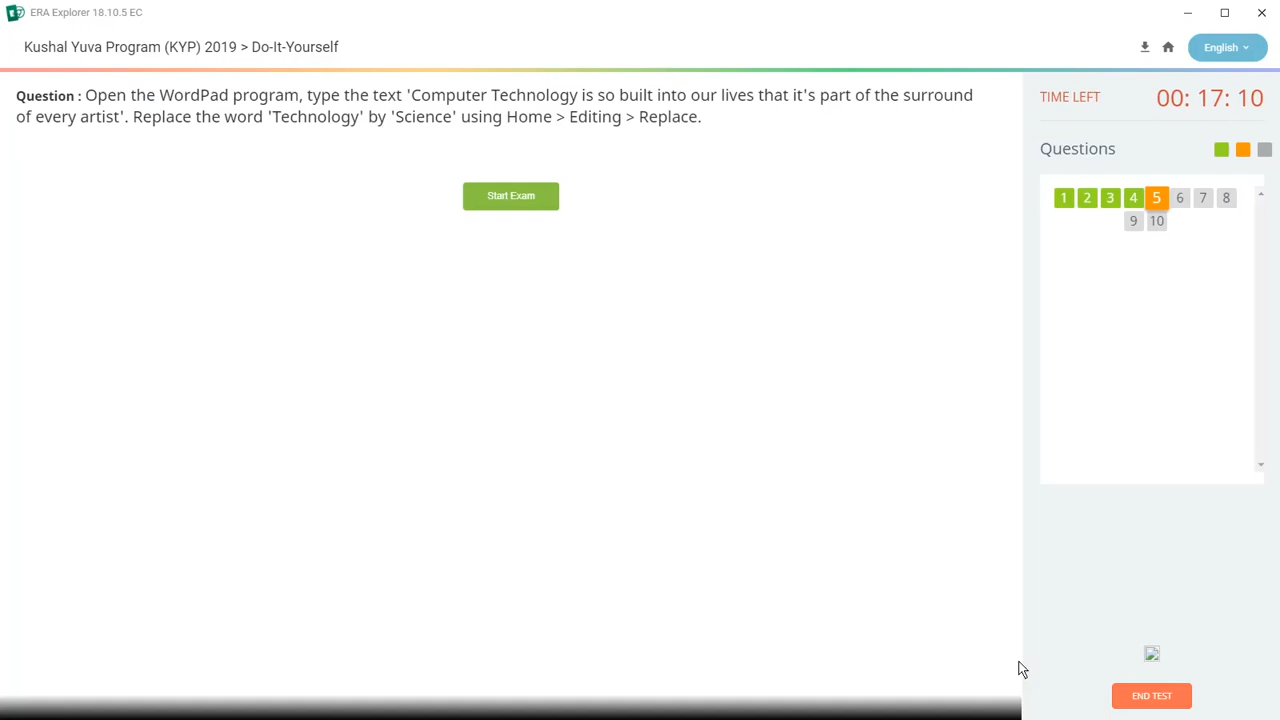 ERA Explorer 18.10.5 EC
Kushal Yuva Program (KYP) 2019 > Do-It-Yourself
English
Question : Open the WordPad program, type the text 'Computer Technology is so built into our lives that it's part of the surround
of every artist'. Replace the word 'Technology' by 'Science' using Home > Editing > Replace.
Start Exam
TIME LEFT 00: 17: 10
Questions
1 2 3 4 5 6 7 8
9 10
END TEST